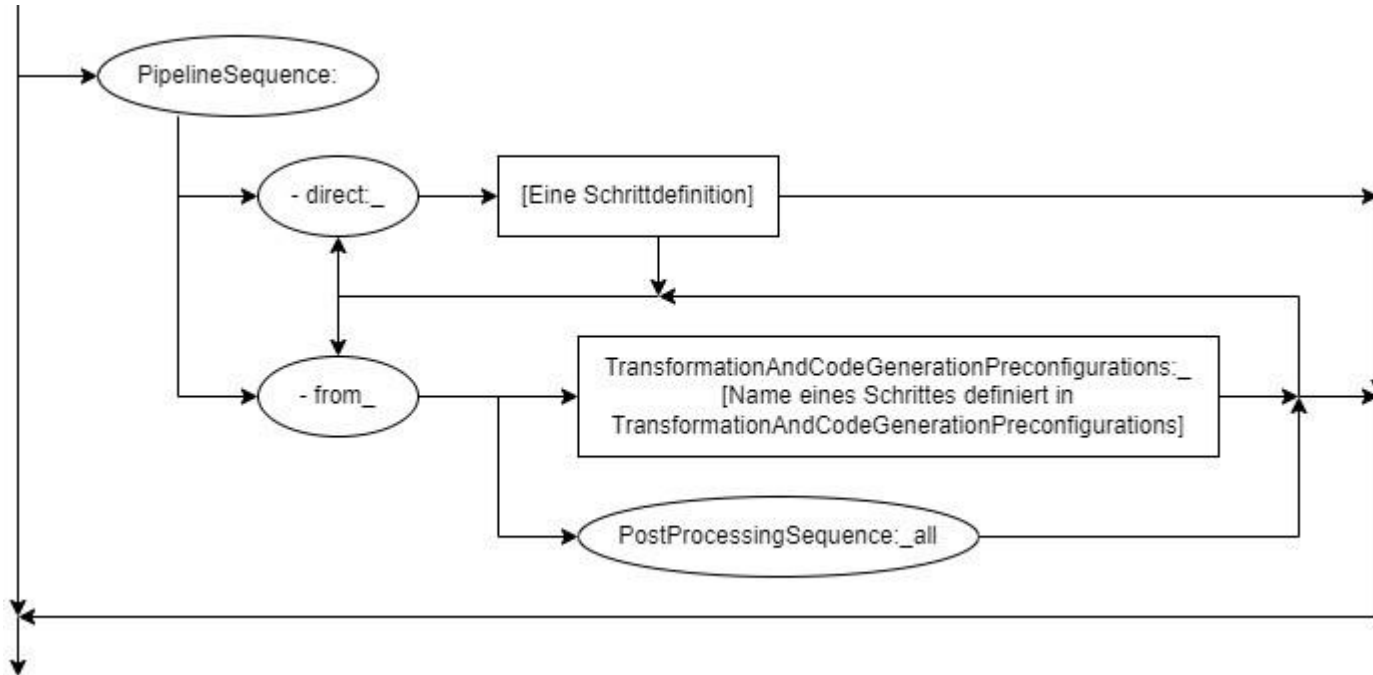 PipelineSequence:
- direct:_
[Eine Schrittdefinition]
- from_
TransformationAndCodeGenerationPreconfigurations:_
[Name eines Schrittes definiert in
TransformationAndCodeGenerationPreconfigurations]
PostProcessingSequence:_all